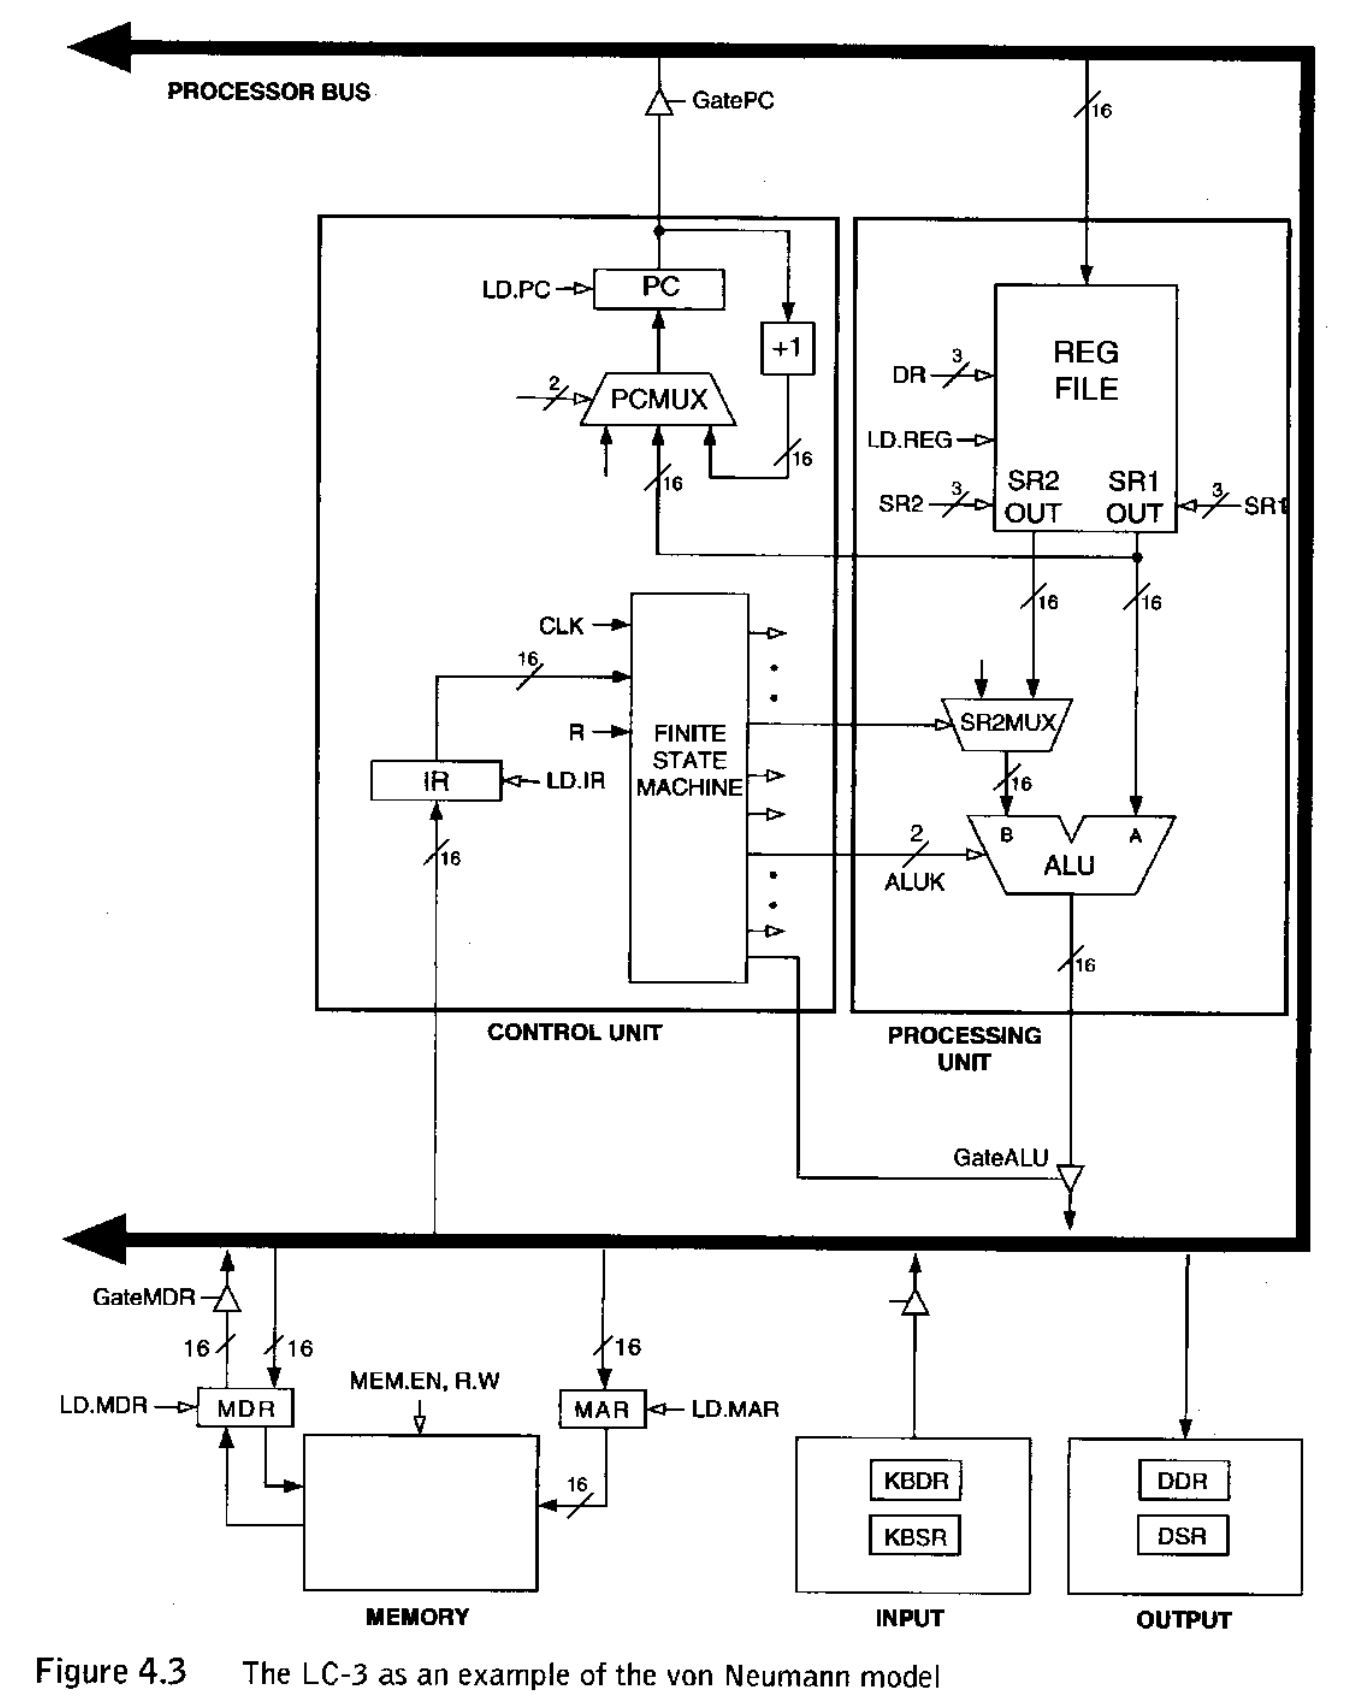 PROCESSOR BUS
GatePC
16
LD.PC
PC
+1
2
PCMUX
16
16
REG
FILE
DR
3
LD.REG
SR2
3
SR2
OUT
SR1
OUT
3
SR1
16
16
CLK
16
R
FINITE
STATE
MACHINE
IR
LD.IR
16
SR2MUX
16
B
A
ALU
2
ALUK
16
CONTROL UNIT
PROCESSING
UNIT
GateALU
GateMDR
16
16
16
LD.MDR
MDR
MEM.EN, R.W
MAR
LD.MAR
16
KBDR
KBSR
DDR
DSR
MEMORY
INPUT
OUTPUT
Figure 4.3 The LC-3 as an example of the von Neumann model